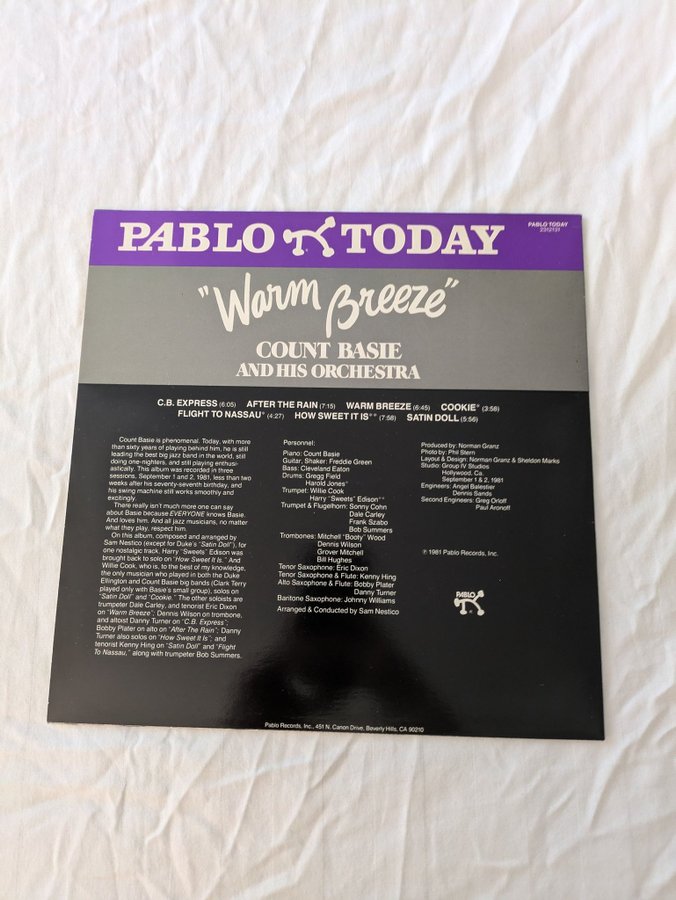 PABLO TODAY
PABLO TODAY
2312131
"Warm Breeze"
COUNT BASIE
AND HIS ORCHESTRA
C.B. EXPRESS (6:05) AFTER THE RAIN (7:15) WARM BREEZE (6:45) COOKIE* (3:56)
FLIGHT TO NASSAU* (4:27) HOW SWEET IT IS** (7:58) SATIN DOLL (5:56)
Count Basie is phenomenal. Today, with more
than sixty years of playing behind him, he is still
leading the best big jazz band in the world, still
doing one-nighters, and still playing enthusi-
astically. This album was recorded in three
sessions, September 1 and 2, 1981, less than two
weeks after his seventy-seventh birthday, and
his swing machine still works smoothly and
excitingly.
There really isn't much more one can say
about Basie because EVERYONE knows Basie.
And loves him. And all jazz musicians, no matter
what they play, respect him.
On this album, composed and arranged by
Sam Nestico (except for Duke's "Satin Doll"), for
one nostalgic track, Harry "Sweets" Edison was
brought back to solo on "How Sweet It Is." And
Willie Cook, who is, to the best of my knowledge,
the only musician who played in both the Duke
Ellington and Count Basie big bands (Clark Terry
played only with Basie's small group), solos on
"Satin Doll" and "Cookie." The other soloists are
trumpeter Dale Carley, and tenorist Eric Dixon
on "Warm Breeze"; Dennis Wilson on trombone,
and altoist Danny Turner on "C.B. Express";
Bobby Plater on alto on "After The Rain"; Danny
Turner also solos on "How Sweet It Is"; and
tenorist Kenny Hing on "Satin Doll" and "Flight
To Nassau," along with trumpeter Bob Summers.
Personnel:
Piano: Count Basie
Guitar, Shaker: Freddie Green
Bass: Cleveland Eaton
Drums: Gregg Field
Harold Jones*
Trumpet: Willie Cook
Harry "Sweets" Edison**
Trumpet & Flugelhorn: Sonny Cohn
Dale Carley
Frank Szabo
Bob Summers
Trombones: Mitchell "Booty" Wood
Dennis Wilson
Grover Mitchell
Bill Hughes
Tenor Saxophone: Eric Dixon
Tenor Saxophone & Flute: Kenny Hing
Alto Saxophone & Flute: Bobby Plater
Danny Turner
Baritone Saxophone: Johnny Williams
Arranged & Conducted by Sam Nestico
Produced by: Norman Granz
Photo by: Phil Stern
Layout & Design: Norman Granz & Sheldon Marks
Studio: Group IV Studios
Hollywood, Ca.
September 1 & 2, 1981
Engineers: Angel Balestier
Dennis Sands
Second Engineers: Greg Orloff
Paul Aronoff
℗ 1981 Pablo Records, Inc.
PABLO
Pablo Records, Inc., 451 N. Canon Drive, Beverly Hills, CA 90210